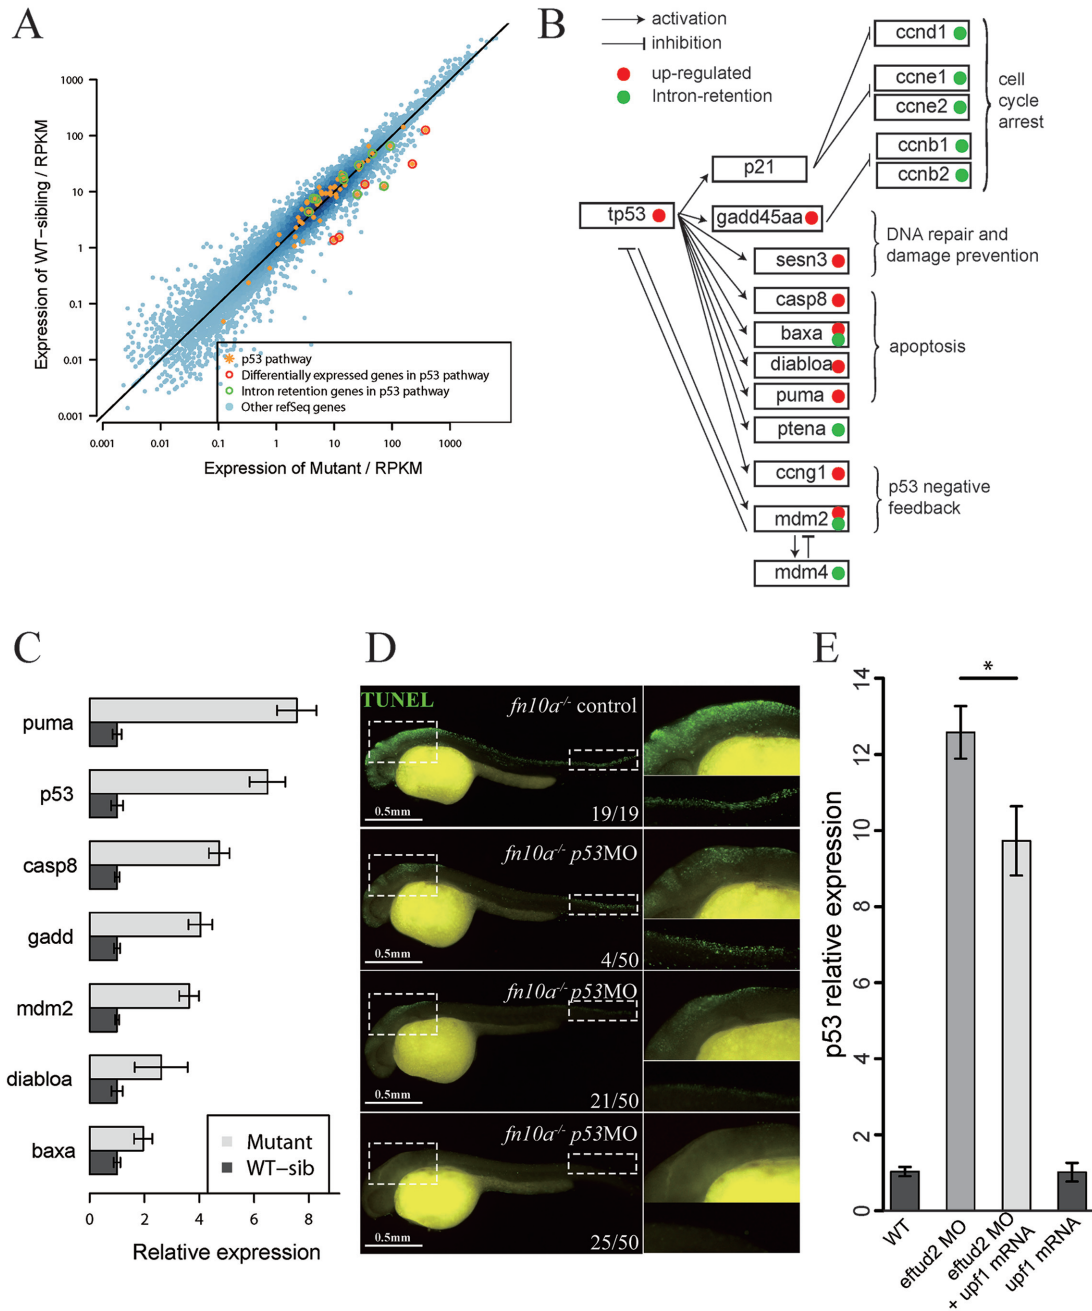 A
Expression of WT−sibling / RPKM
1000
100
10
1
0.1
0.01
0.001
0.001
0.01
0.1
1
10
100
1000
Expression of Mutant / RPKM
p53 pathway
Differentially expressed genes in p53 pathway
Intron retention genes in p53 pathway
Other refSeq genes
B
activation
inhibition
up-regulated
Intron-retention
tp53
p21
gadd45aa
sesn3
casp8
baxa
diabloa
puma
ptena
ccng1
mdm2
mdm4
ccnd1
ccne1
ccne2
ccnb1
ccnb2
cell
cycle
arrest
DNA repair and
damage prevention
apoptosis
p53 negative
feedback
C
puma
p53
casp8
gadd
mdm2
diabloa
baxa
Mutant
WT−sib
0
2
4
6
8
Relative expression
D
TUNEL
fn10a-/- control
0.5mm
19/19
fn10a-/- p53MO
0.5mm
4/50
fn10a-/- p53MO
0.5mm
21/50
fn10a-/- p53MO
0.5mm
25/50
E
p53 relative expression
14
12
10
8
6
4
2
0
*
WT
eftud2 MO
eftud2 MO
+ upf1 mRNA
upf1 mRNA